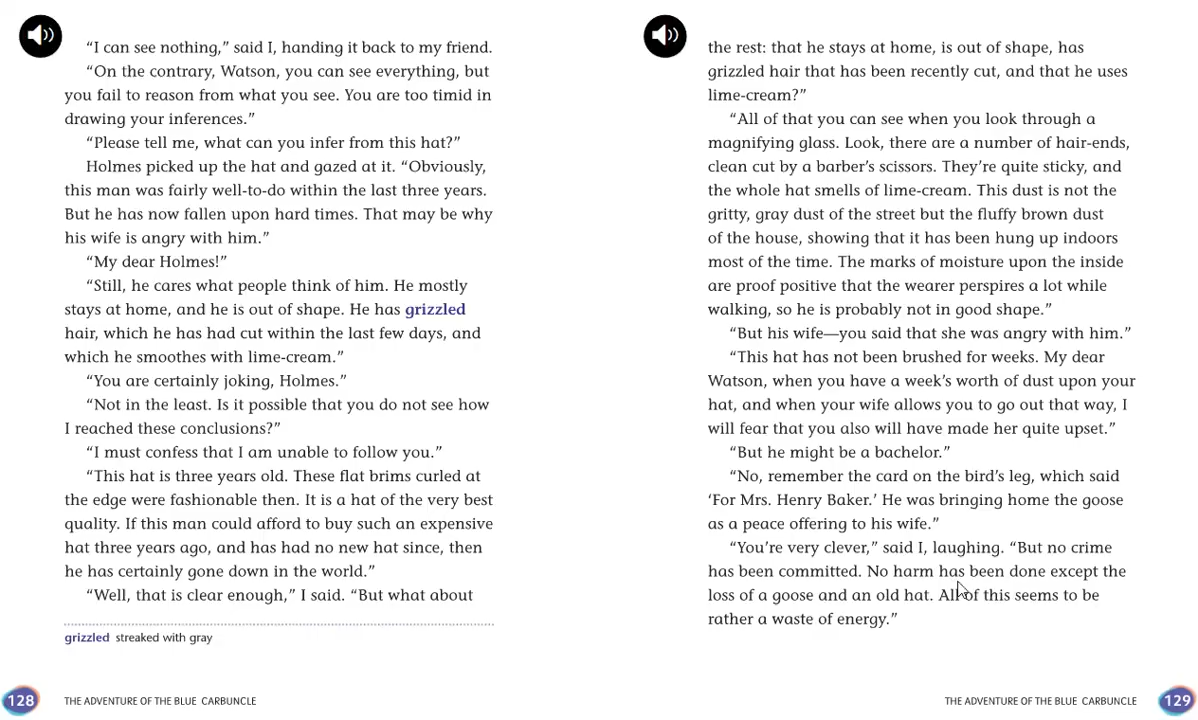 “I can see nothing,” said I, handing it back to my friend.
“On the contrary, Watson, you can see everything, but
you fail to reason from what you see. You are too timid in
drawing your inferences.”
“Please tell me, what can you infer from this hat?”
Holmes picked up the hat and gazed at it. “Obviously,
this man was fairly well-to-do within the last three years.
But he has now fallen upon hard times. That may be why
his wife is angry with him.”
“My dear Holmes!”
“Still, he cares what people think of him. He mostly
stays at home, and he is out of shape. He has grizzled
hair, which he has had cut within the last few days, and
which he smoothes with lime-cream.”
“You are certainly joking, Holmes.”
“Not in the least. Is it possible that you do not see how
I reached these conclusions?”
“I must confess that I am unable to follow you.”
“This hat is three years old. These flat brims curled at
the edge were fashionable then. It is a hat of the very best
quality. If this man could afford to buy such an expensive
hat three years ago, and has had no new hat since, then
he has certainly gone down in the world.”
“Well, that is clear enough,” I said. “But what about
grizzled streaked with gray
128 THE ADVENTURE OF THE BLUE CARBUNCLE
the rest: that he stays at home, is out of shape, has
grizzled hair that has been recently cut, and that he uses
lime-cream?”
“All of that you can see when you look through a
magnifying glass. Look, there are a number of hair-ends,
clean cut by a barber’s scissors. They’re quite sticky, and
the whole hat smells of lime-cream. This dust is not the
gritty, gray dust of the street but the fluffy brown dust
of the house, showing that it has been hung up indoors
most of the time. The marks of moisture upon the inside
are proof positive that the wearer perspires a lot while
walking, so he is probably not in good shape.”
“But his wife—you said that she was angry with him.”
“This hat has not been brushed for weeks. My dear
Watson, when you have a week’s worth of dust upon your
hat, and when your wife allows you to go out that way, I
will fear that you also will have made her quite upset.”
“But he might be a bachelor.”
“No, remember the card on the bird’s leg, which said
‘For Mrs. Henry Baker.’ He was bringing home the goose
as a peace offering to his wife.”
“You’re very clever,” said I, laughing. “But no crime
has been committed. No harm has been done except the
loss of a goose and an old hat. All of this seems to be
rather a waste of energy.”
THE ADVENTURE OF THE BLUE CARBUNCLE 129